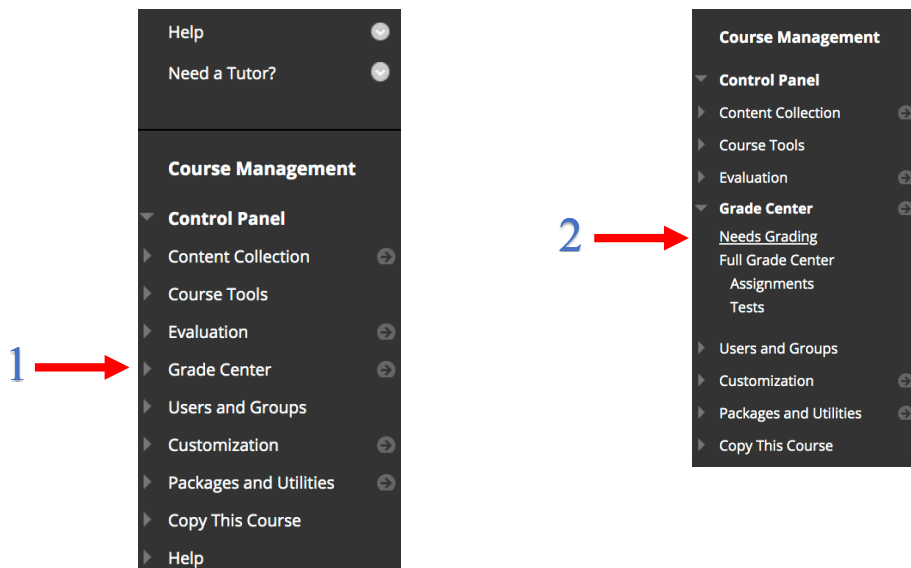 Help
Need a Tutor?
Course Management
Control Panel
Content Collection
Course Tools
Evaluation
1
Grade Center
Users and Groups
Customization
Packages and Utilities
Copy This Course
Help
Course Management
Control Panel
Content Collection
Course Tools
Evaluation
Grade Center
2
Needs Grading
Full Grade Center
Assignments
Tests
Users and Groups
Customization
Packages and Utilities
Copy This Course